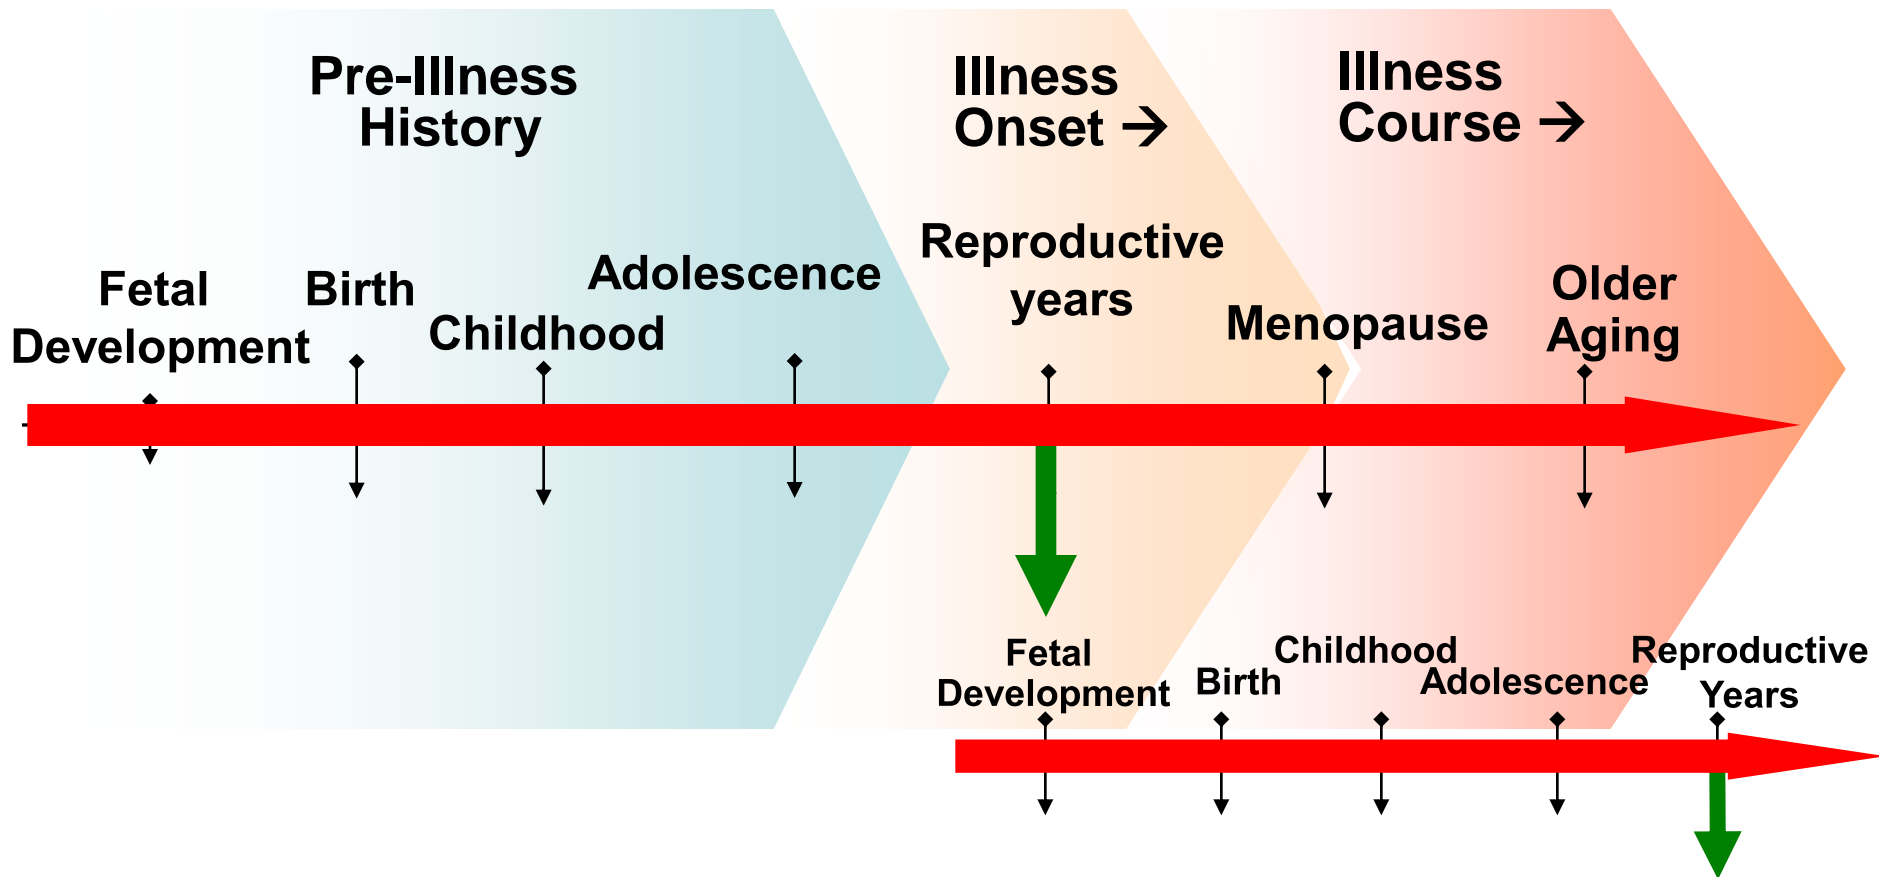 Pre-Illness
History
Illness
Onset →
Illness
Course →
Fetal
Development
Birth
Childhood
Adolescence
Reproductive
years
Menopause
Older
Aging
Fetal
Development
Birth
Childhood
Adolescence
Reproductive
Years